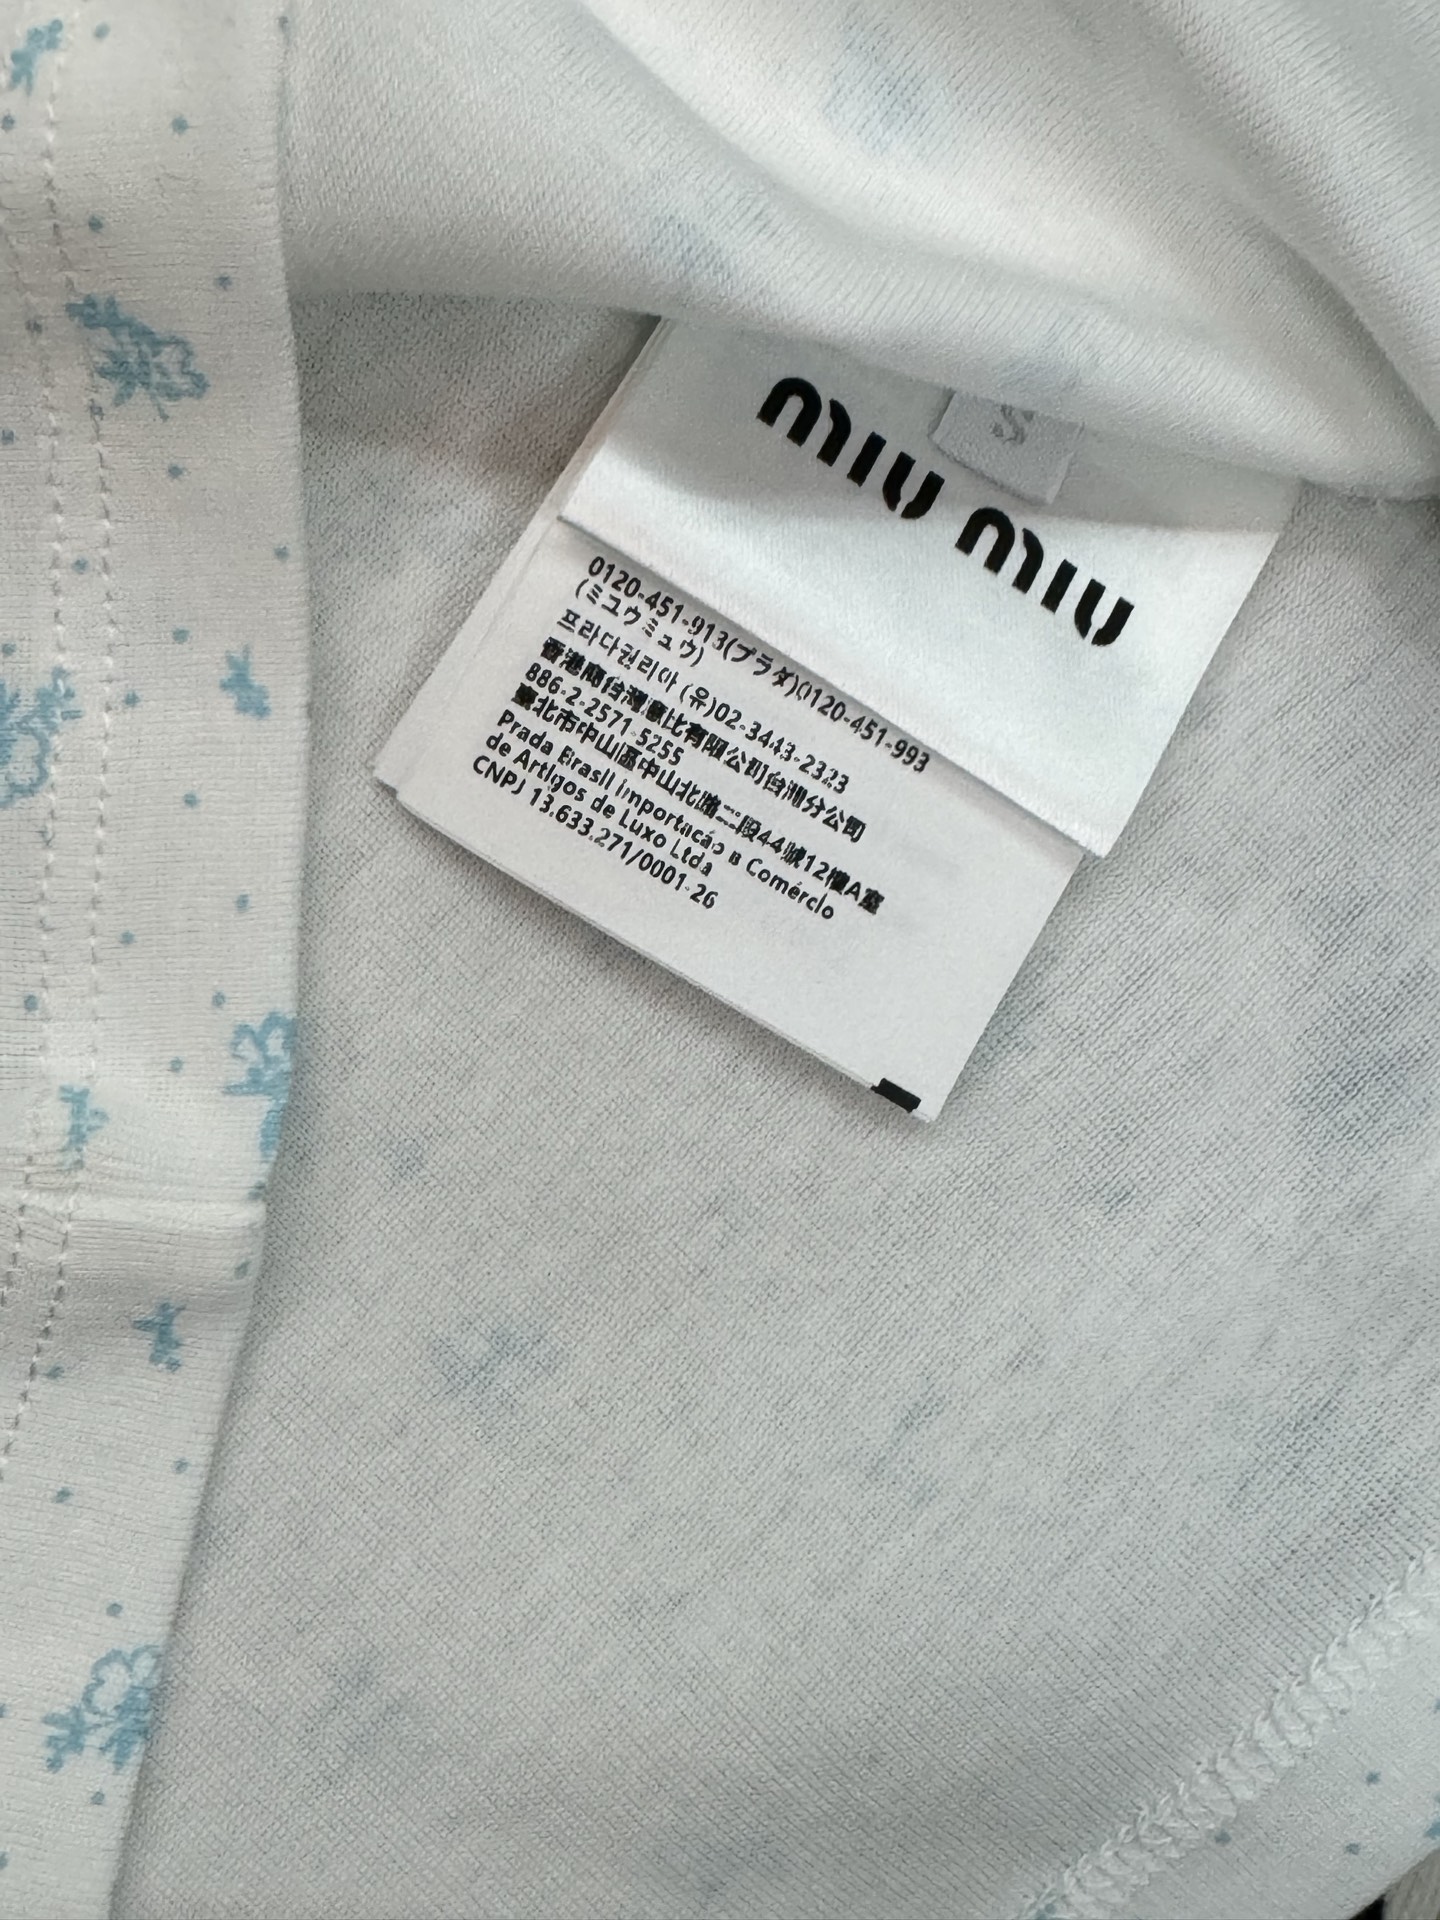 miu miu
S
0120-451-913(プラダ)0120-451-993
(ミュウミュウ)
프라다코리아 (유)02-3443-2323
香港商台灣惠比有限公司台灣分公司
886-2-2571-5255
臺北市中山區中山北路二段44號12樓A室
Prada Brasil Importacão e Comércio
de Artigos de Luxo Ltda
CNPJ 13.633.271/0001-26